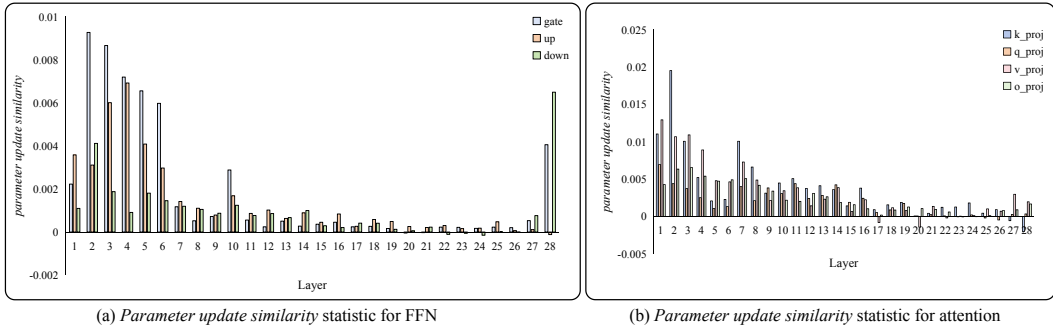 0.01
0.008
0.006
0.004
0.002
0
-0.002
parameter update similarity
gate
up
down
1 2 3 4 5 6 7 8 9 10 11 12 13 14 15 16 17 18 19 20 21 22 23 24 25 26 27 28
Layer
(a) Parameter update similarity statistic for FFN
0.025
0.02
0.015
0.01
0.005
0
-0.005
parameter update similarity
k_proj
q_proj
v_proj
o_proj
1 2 3 4 5 6 7 8 9 10 11 12 13 14 15 16 17 18 19 20 21 22 23 24 25 26 27 28
Layer
(b) Parameter update similarity statistic for attention